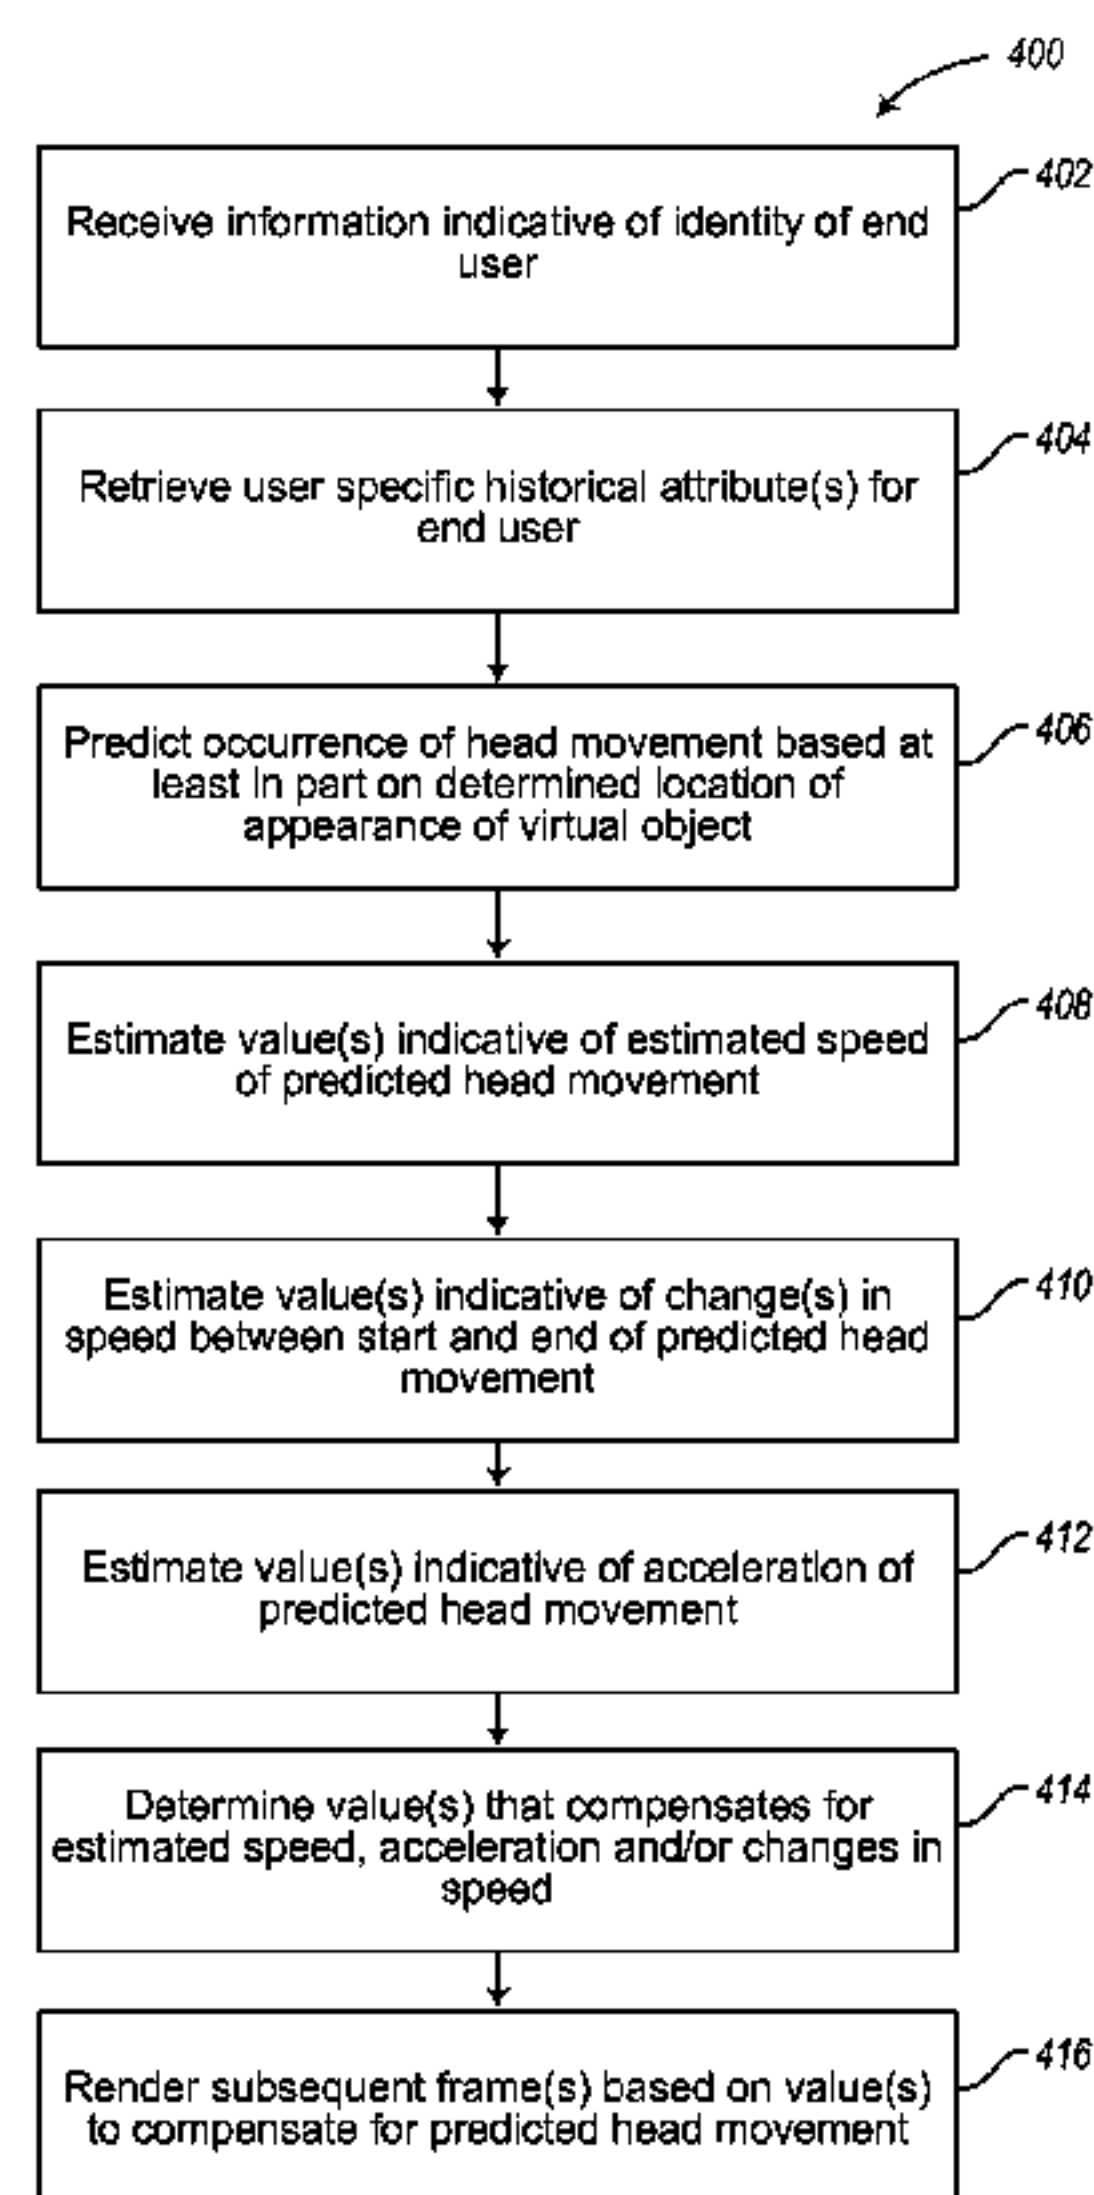 400
402
Receive information indicative of identity of end
user
404
Retrieve user specific historical attribute(s) for
end user
406
Predict occurrence of head movement based at
least in part on determined location of
appearance of virtual object
408
Estimate value(s) indicative of estimated speed
of predicted head movement
410
Estimate value(s) indicative of change(s) in
speed between start and end of predicted head
movement
412
Estimate value(s) indicative of acceleration of
predicted head movement
414
Determine value(s) that compensates for
estimated speed, acceleration and/or changes in
speed
416
Render subsequent frame(s) based on value(s)
to compensate for predicted head movement